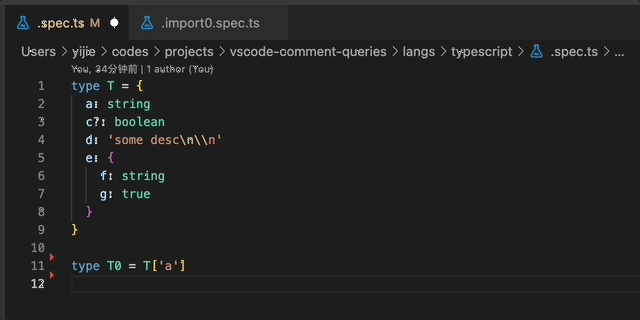 .spec.ts M
.import0.spec.ts
Users > yijie > codes > projects > vscode-comment-queries > langs > typescript > .spec.ts > ...
You, 34分钟前 | 1 author (You)
1 type T = {
2 a: string
3 c?: boolean
4 d: 'some desc\n\\n'
5 e: {
6 f: string
7 g: true
8 }
9 }
10
11 type T0 = T['a']
12